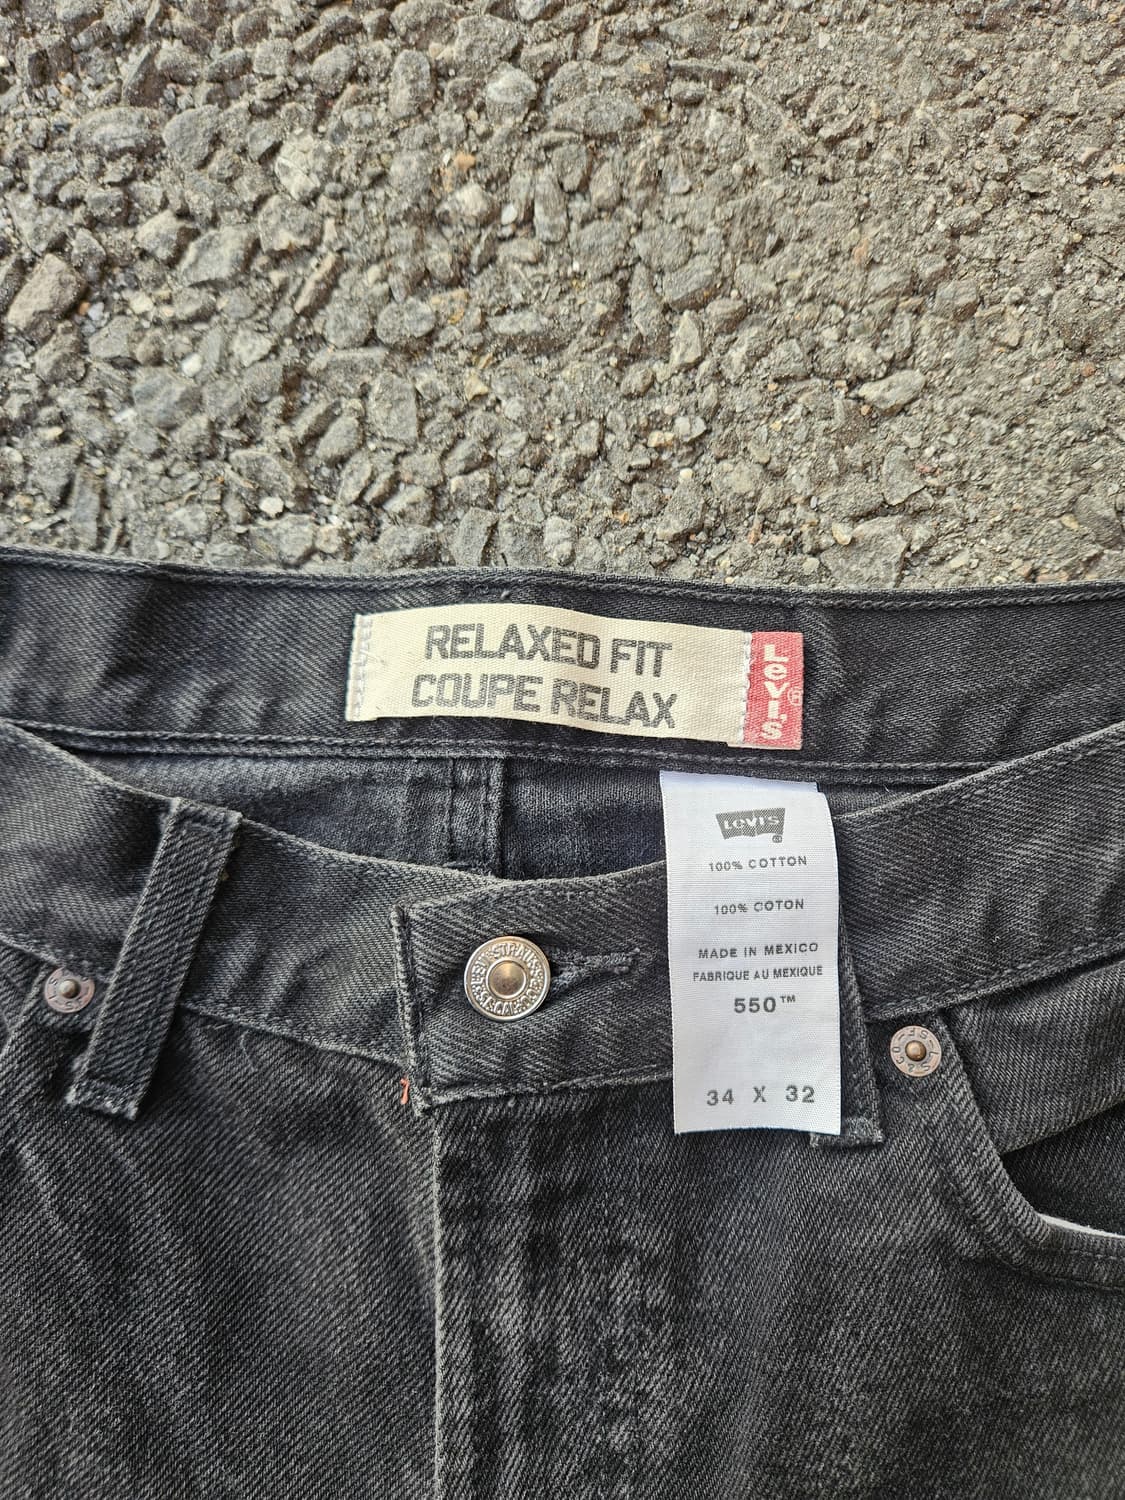 RELAXED FIT
COUPE RELAX
Levi's®
LEVI'S®
100% COTTON
100% COTON
MADE IN MEXICO
FABRIQUE AU MEXIQUE
550™
34 X 32